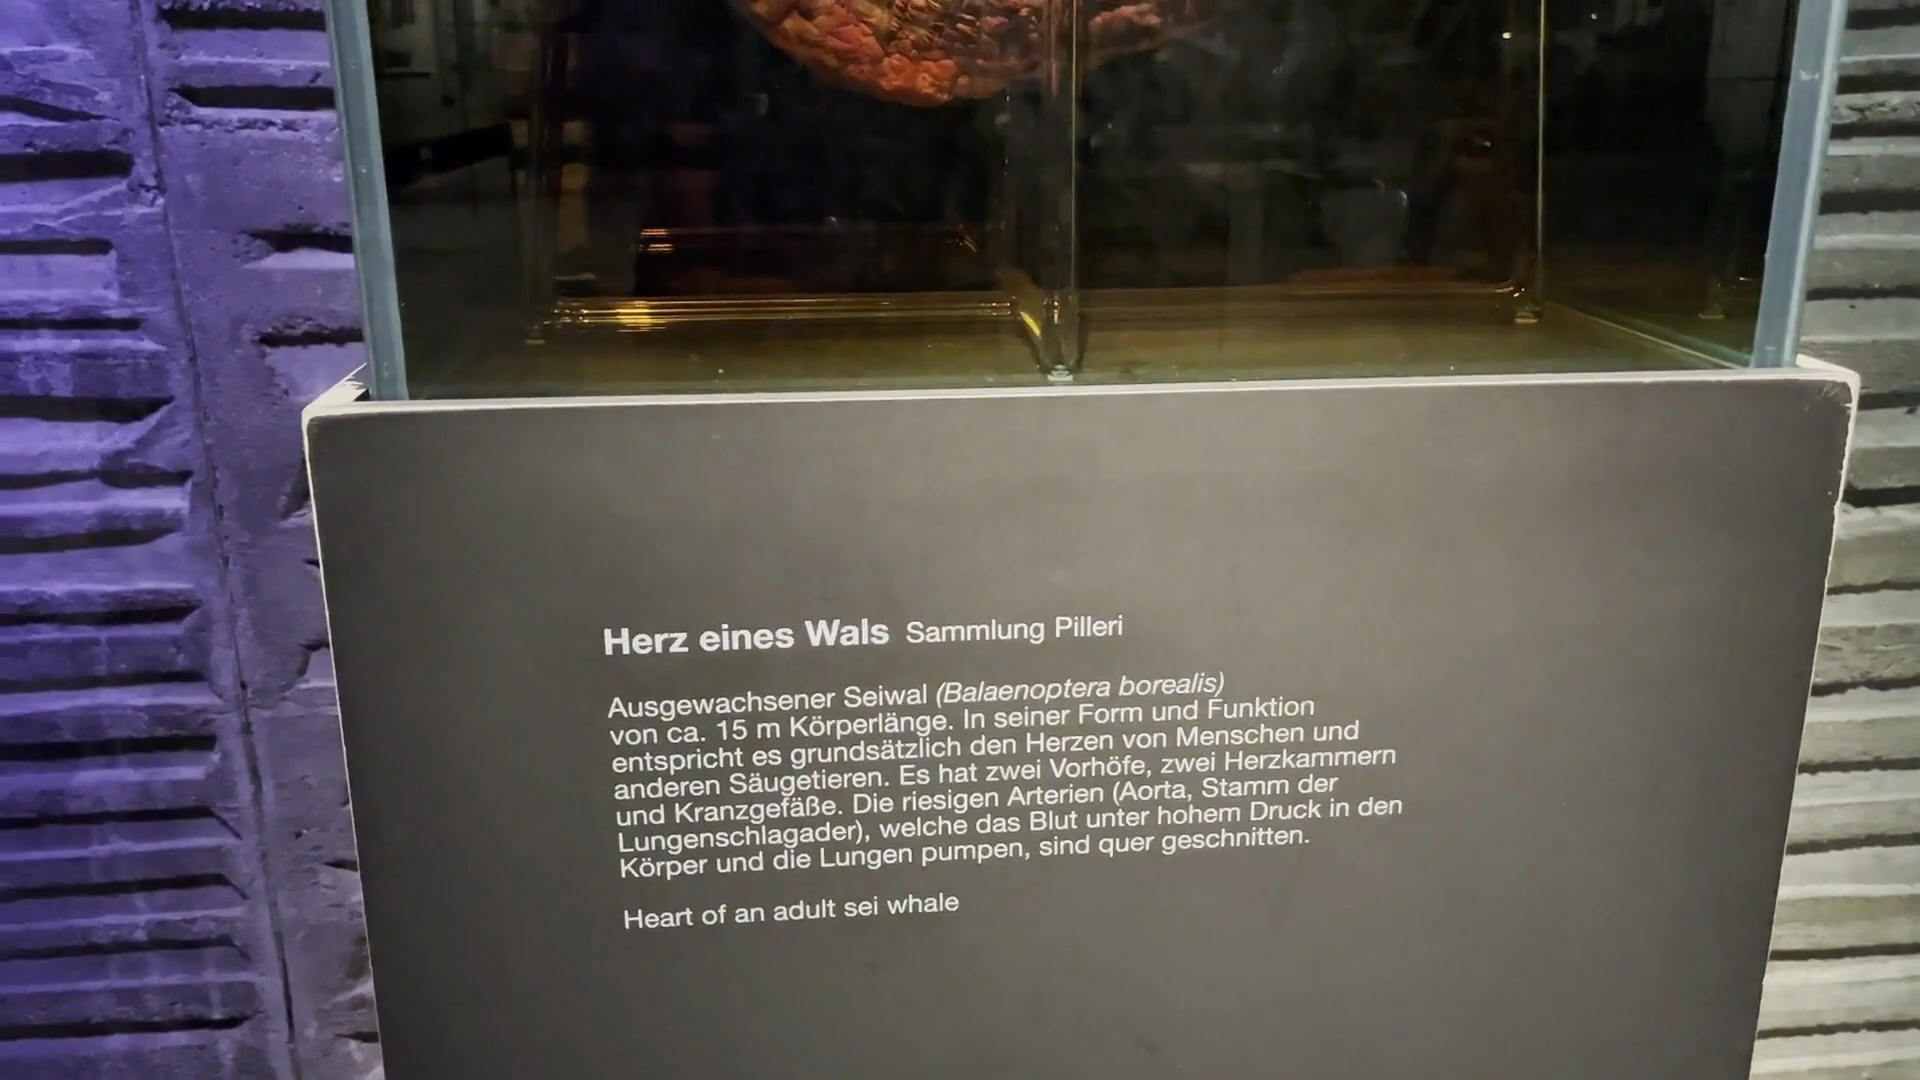 Herz eines Wals Sammlung Pilleri
Ausgewachsener Seiwal (Balaenoptera borealis)
von ca. 15 m Körperlänge. In seiner Form und Funktion
entspricht es grundsätzlich den Herzen von Menschen und
anderen Säugetieren. Es hat zwei Vorhöfe, zwei Herzkammern
und Kranzgefäße. Die riesigen Arterien (Aorta, Stamm der
Lungenschlagader), welche das Blut unter hohem Druck in den
Körper und die Lungen pumpen, sind quer geschnitten.
Heart of an adult sei whale